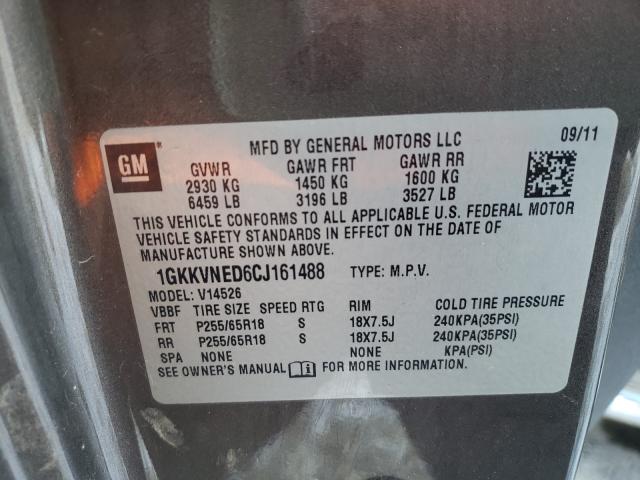 MFD BY GENERAL MOTORS LLC 09/11
GM
GVWR GAWR FRT GAWR RR
2930 KG 1450 KG 1600 KG
6459 LB 3196 LB 3527 LB
THIS VEHICLE CONFORMS TO ALL APPLICABLE U.S. FEDERAL MOTOR
VEHICLE SAFETY STANDARDS IN EFFECT ON THE DATE OF
MANUFACTURE SHOWN ABOVE.
1GKKVNED6CJ161488 TYPE: M.P.V.
MODEL: V14526
VBBF TIRE SIZE SPEED RTG RIM COLD TIRE PRESSURE
FRT P255/65R18 S 18X7.5J 240KPA(35PSI)
RR P255/65R18 S 18X7.5J 240KPA(35PSI)
SPA NONE NONE KPA(PSI)
SEE OWNER'S MANUAL i FOR MORE INFORMATION.